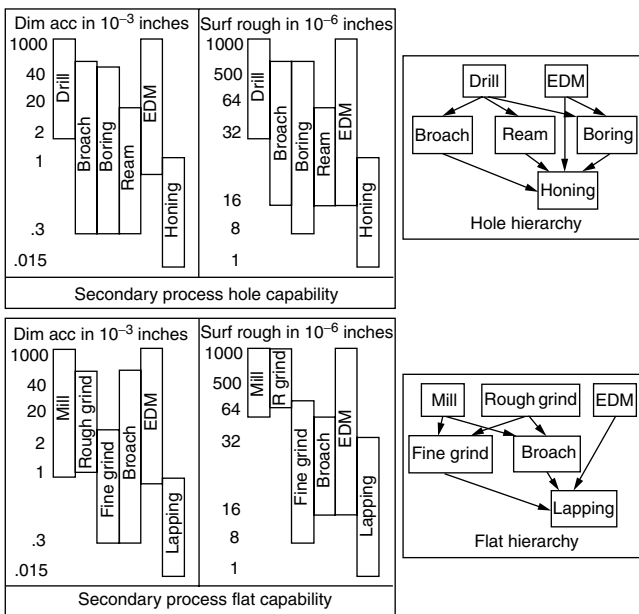 Dim acc in 10⁻³ inches
1000
40
20
2
1
.3
.015
Drill
Broach
Boring
Ream
EDM
Honing
Surf rough in 10⁻⁶ inches
1000
500
64
32
16
8
1
Drill
Broach
Boring
Ream
EDM
Honing
Secondary process hole capability
Drill
EDM
Broach
Ream
Boring
Honing
Hole hierarchy
Dim acc in 10⁻³ inches
1000
40
20
2
1
.3
.015
Mill
Rough grind
Fine grind
Broach
EDM
Lapping
Surf rough in 10⁻⁶ inches
1000
500
64
32
16
8
1
Mill
R grind
Fine grind
Broach
EDM
Lapping
Secondary process flat capability
Mill
Rough grind
EDM
Fine grind
Broach
Lapping
Flat hierarchy